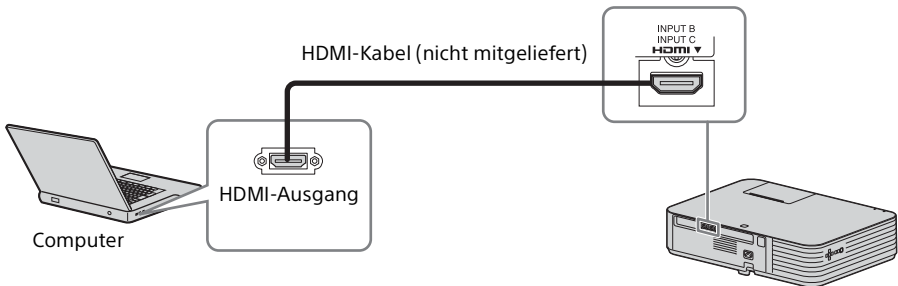 INPUT B
INPUT C
HDMI ▼
HDMI-Kabel (nicht mitgeliefert)
HDMI-Ausgang
Computer